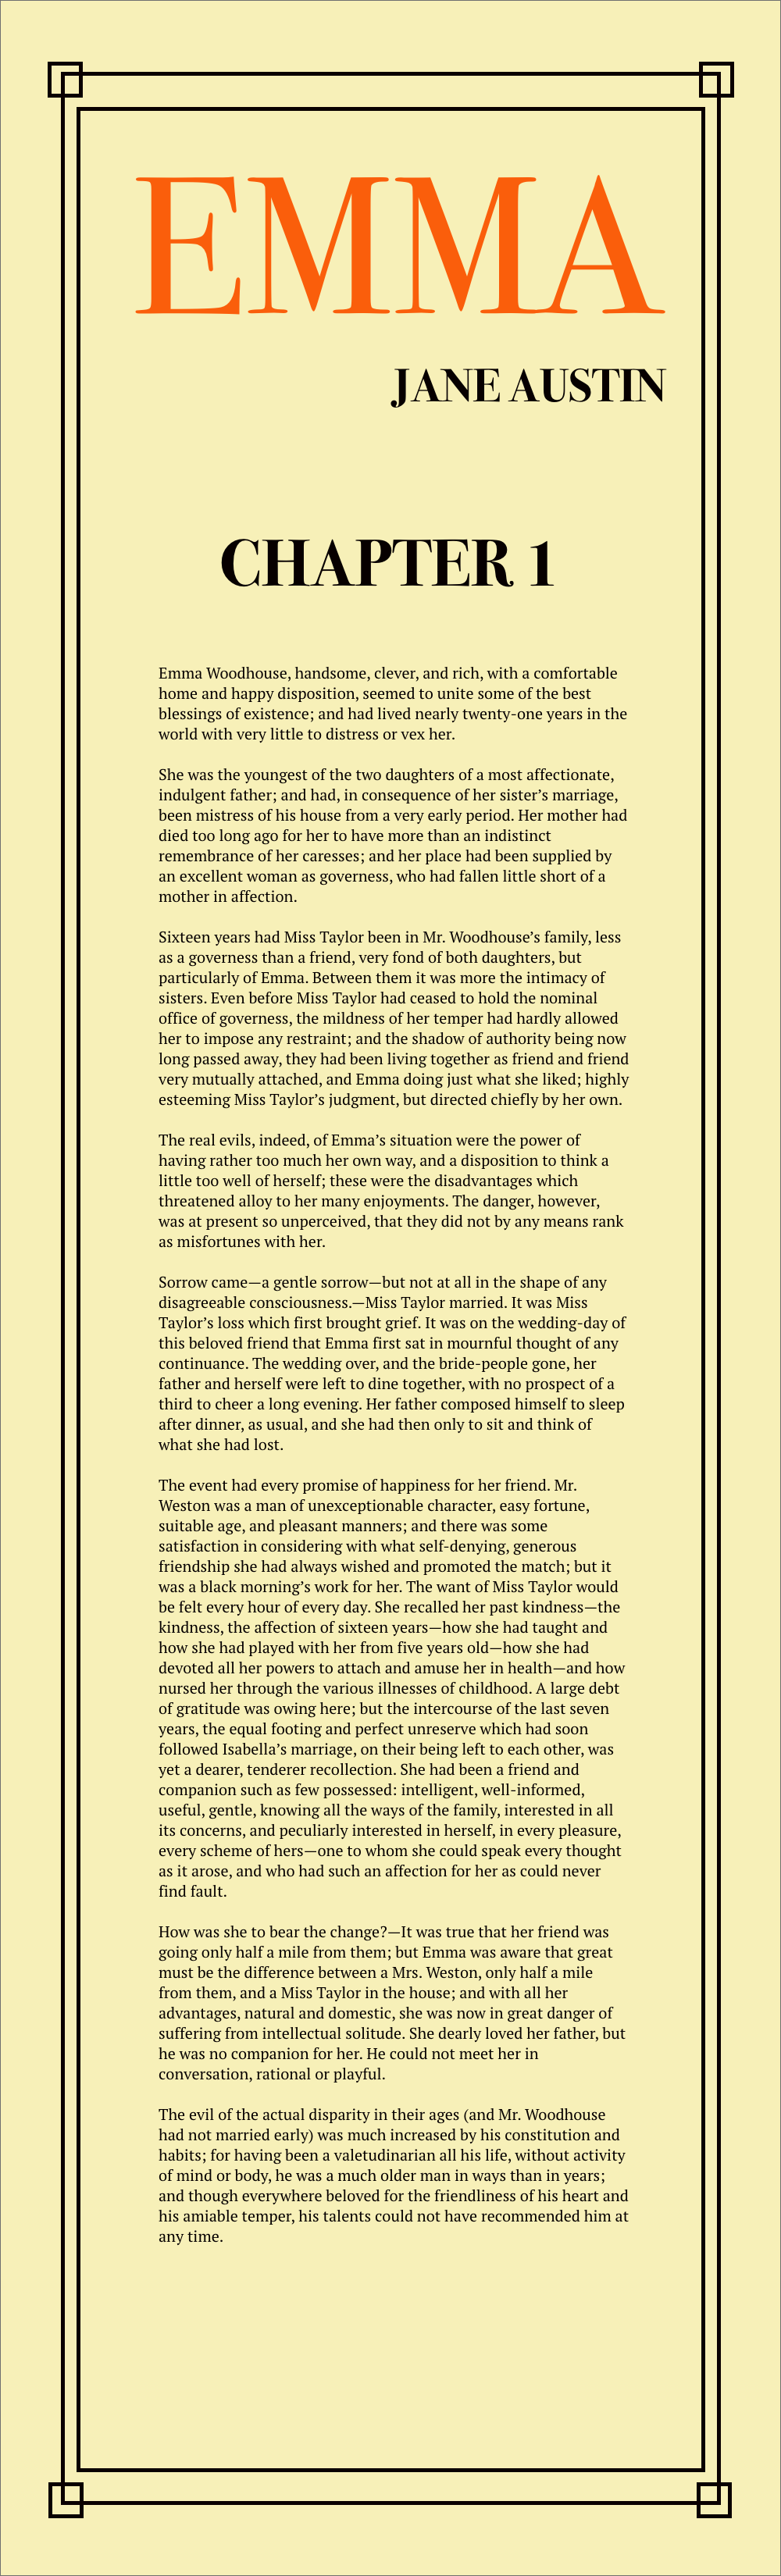 EMMA
JANE AUSTIN
CHAPTER 1
Emma Woodhouse, handsome, clever, and rich, with a comfortable
home and happy disposition, seemed to unite some of the best
blessings of existence; and had lived nearly twenty-one years in the
world with very little to distress or vex her.
She was the youngest of the two daughters of a most affectionate,
indulgent father; and had, in consequence of her sister’s marriage,
been mistress of his house from a very early period. Her mother had
died too long ago for her to have more than an indistinct
remembrance of her caresses; and her place had been supplied by
an excellent woman as governess, who had fallen little short of a
mother in affection.
Sixteen years had Miss Taylor been in Mr. Woodhouse’s family, less
as a governess than a friend, very fond of both daughters, but
particularly of Emma. Between them it was more the intimacy of
sisters. Even before Miss Taylor had ceased to hold the nominal
office of governess, the mildness of her temper had hardly allowed
her to impose any restraint; and the shadow of authority being now
long passed away, they had been living together as friend and friend
very mutually attached, and Emma doing just what she liked; highly
esteeming Miss Taylor’s judgment, but directed chiefly by her own.
The real evils, indeed, of Emma’s situation were the power of
having rather too much her own way, and a disposition to think a
little too well of herself; these were the disadvantages which
threatened alloy to her many enjoyments. The danger, however,
was at present so unperceived, that they did not by any means rank
as misfortunes with her.
Sorrow came—a gentle sorrow—but not at all in the shape of any
disagreeable consciousness.—Miss Taylor married. It was Miss
Taylor’s loss which first brought grief. It was on the wedding-day of
this beloved friend that Emma first sat in mournful thought of any
continuance. The wedding over, and the bride-people gone, her
father and herself were left to dine together, with no prospect of a
third to cheer a long evening. Her father composed himself to sleep
after dinner, as usual, and she had then only to sit and think of
what she had lost.
The event had every promise of happiness for her friend. Mr.
Weston was a man of unexceptionable character, easy fortune,
suitable age, and pleasant manners; and there was some
satisfaction in considering with what self-denying, generous
friendship she had always wished and promoted the match; but it
was a black morning’s work for her. The want of Miss Taylor would
be felt every hour of every day. She recalled her past kindness—the
kindness, the affection of sixteen years—how she had taught and
how she had played with her from five years old—how she had
devoted all her powers to attach and amuse her in health—and how
nursed her through the various illnesses of childhood. A large debt
of gratitude was owing here; but the intercourse of the last seven
years, the equal footing and perfect unreserve which had soon
followed Isabella’s marriage, on their being left to each other, was
yet a dearer, tenderer recollection. She had been a friend and
companion such as few possessed: intelligent, well-informed,
useful, gentle, knowing all the ways of the family, interested in all
its concerns, and peculiarly interested in herself, in every pleasure,
every scheme of hers—one to whom she could speak every thought
as it arose, and who had such an affection for her as could never
find fault.
How was she to bear the change?—It was true that her friend was
going only half a mile from them; but Emma was aware that great
must be the difference between a Mrs. Weston, only half a mile
from them, and a Miss Taylor in the house; and with all her
advantages, natural and domestic, she was now in great danger of
suffering from intellectual solitude. She dearly loved her father, but
he was no companion for her. He could not meet her in
conversation, rational or playful.
The evil of the actual disparity in their ages (and Mr. Woodhouse
had not married early) was much increased by his constitution and
habits; for having been a valetudinarian all his life, without activity
of mind or body, he was a much older man in ways than in years;
and though everywhere beloved for the friendliness of his heart and
his amiable temper, his talents could not have recommended him at
any time.